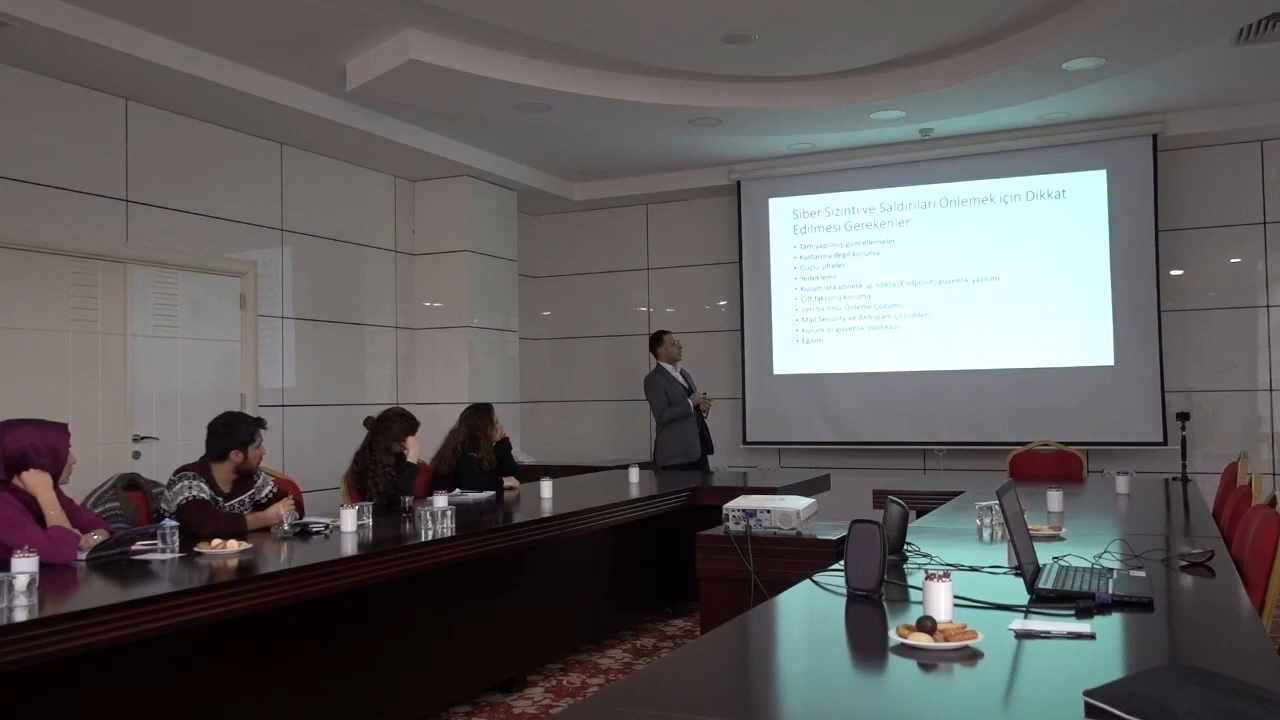 Siber Sızıntı ve Saldırıları Önlemek için Dikkat
Edilmesi Gerekenler
• Tam yapılmış güncellemeler
• Kurtarma değil koruma
• Güçlü şifreler
• Yedekleme
• Kurumlara yönelik uç nokta (Endpoint) güvenlik yazılımı
• Çift faktörlü koruma
• Veri Sızıntısı Önleme Çözümü
• Mail Security ve Antispam çözümleri
• Kurum içi güvenlik politikası
• Eğitim